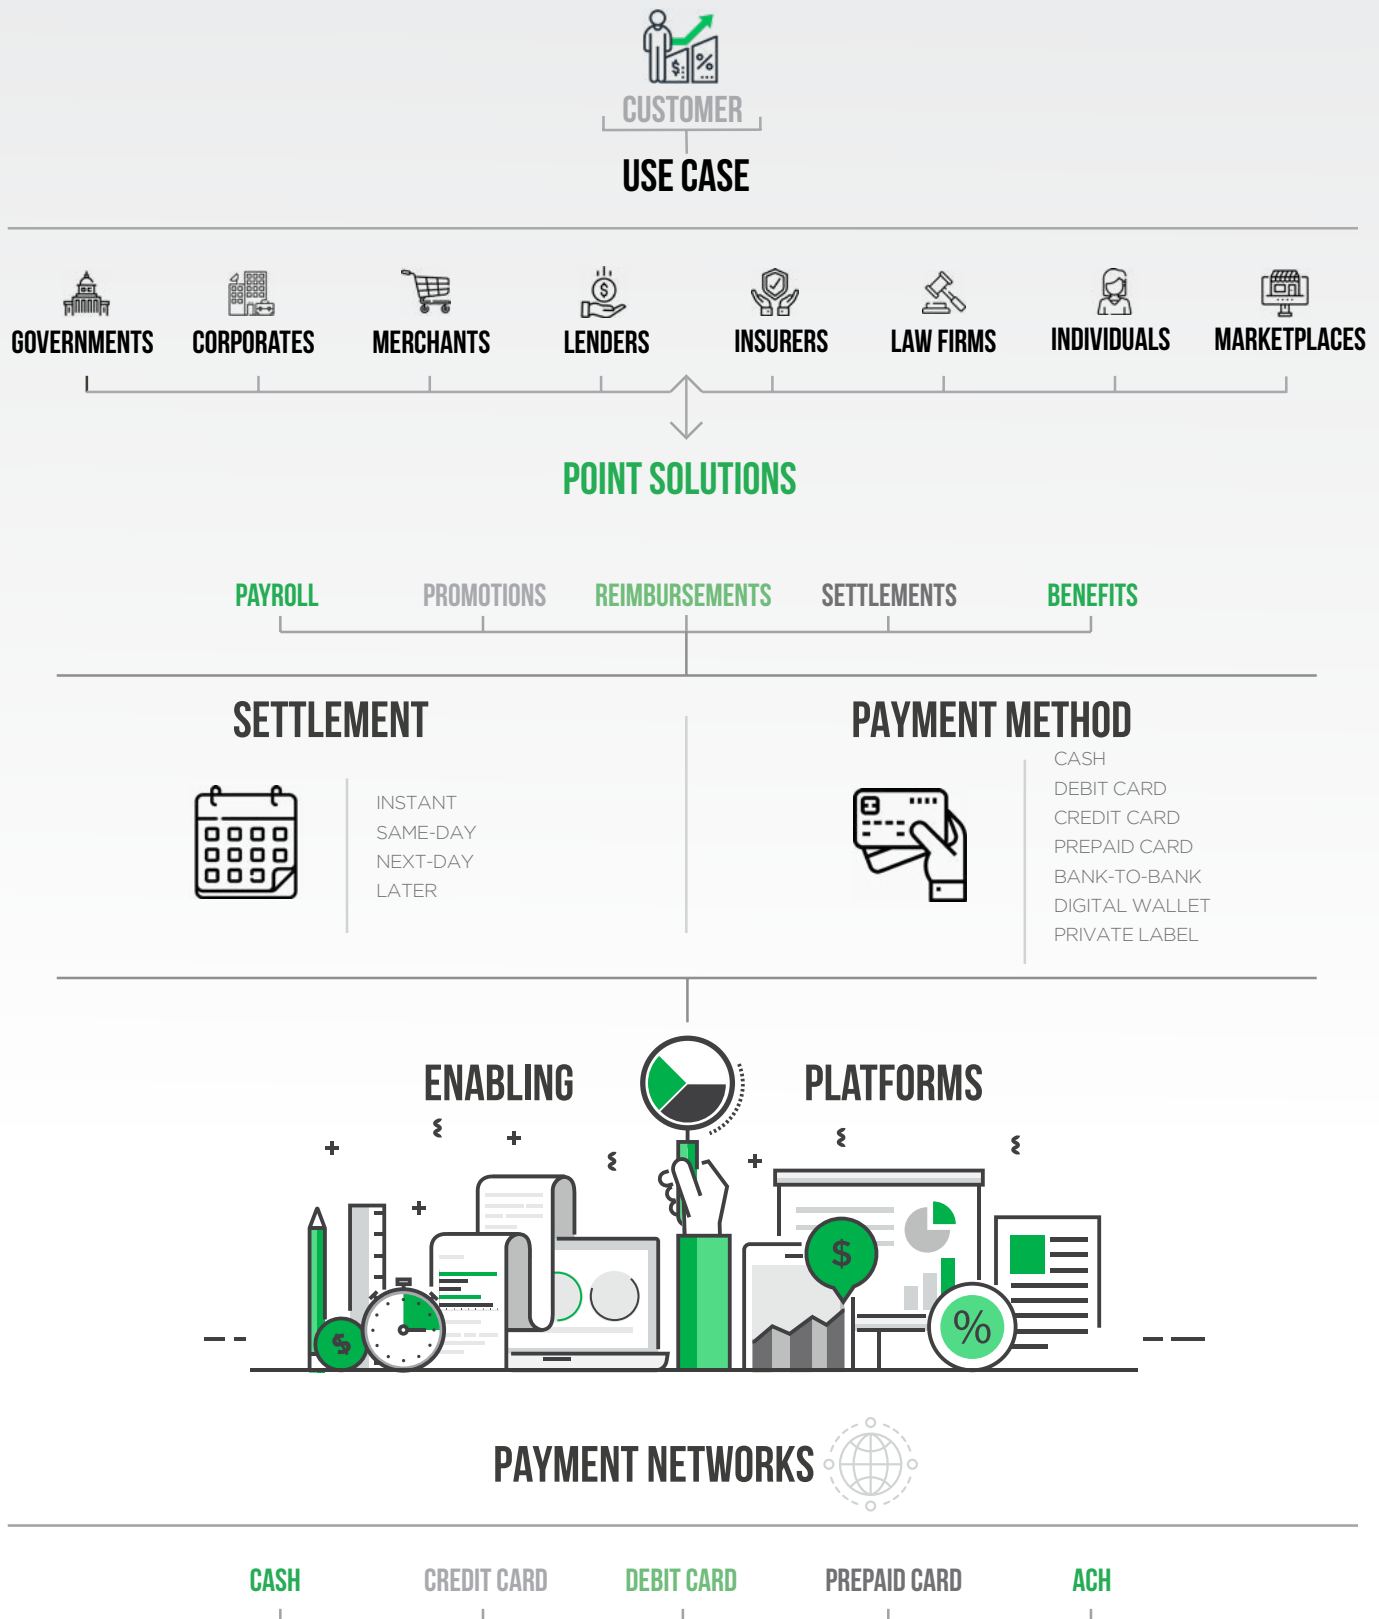 CUSTOMER
USE CASE
GOVERNMENTS CORPORATES MERCHANTS LENDERS INSURERS LAW FIRMS INDIVIDUALS MARKETPLACES
POINT SOLUTIONS
PAYROLL PROMOTIONS REIMBURSEMENTS SETTLEMENTS BENEFITS
SETTLEMENT
INSTANT
SAME-DAY
NEXT-DAY
LATER
PAYMENT METHOD
CASH
DEBIT CARD
CREDIT CARD
PREPAID CARD
BANK-TO-BANK
DIGITAL WALLET
PRIVATE LABEL
ENABLING PLATFORMS
$
$
%
PAYMENT NETWORKS
CASH CREDIT CARD DEBIT CARD PREPAID CARD ACH